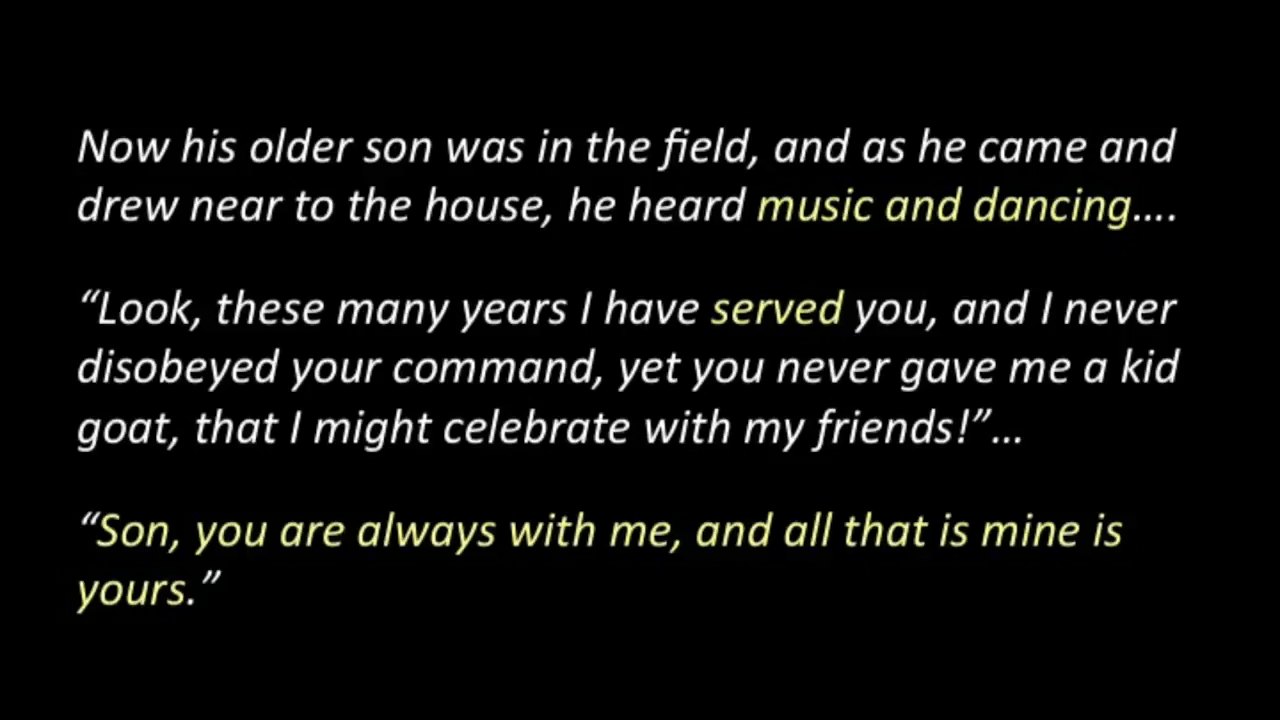 Now his older son was in the field, and as he came and
drew near to the house, he heard music and dancing....
“Look, these many years I have served you, and I never
disobeyed your command, yet you never gave me a kid
goat, that I might celebrate with my friends!”...
“Son, you are always with me, and all that is mine is
yours.”